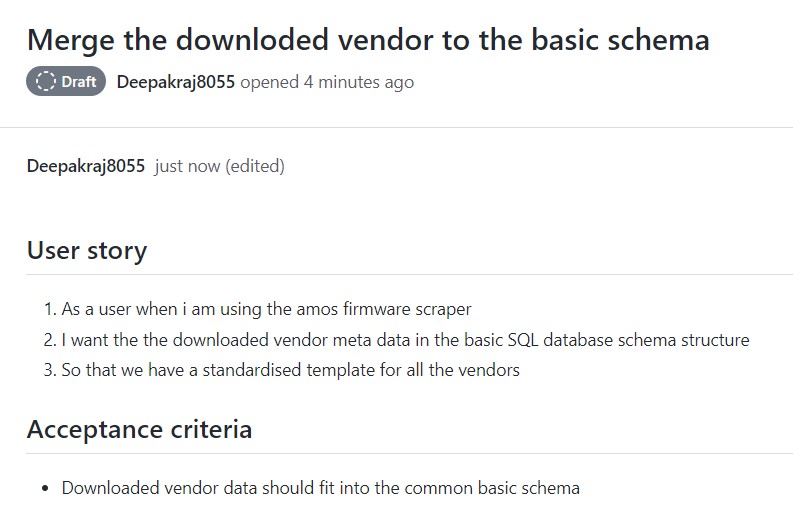 Merge the downloded vendor to the basic schema
Draft Deepakraj8055 opened 4 minutes ago
Deepakraj8055 just now (edited)
User story
1. As a user when i am using the amos firmware scraper
2. I want the the downloaded vendor meta data in the basic SQL database schema structure
3. So that we have a standardised template for all the vendors
Acceptance criteria
• Downloaded vendor data should fit into the common basic schema